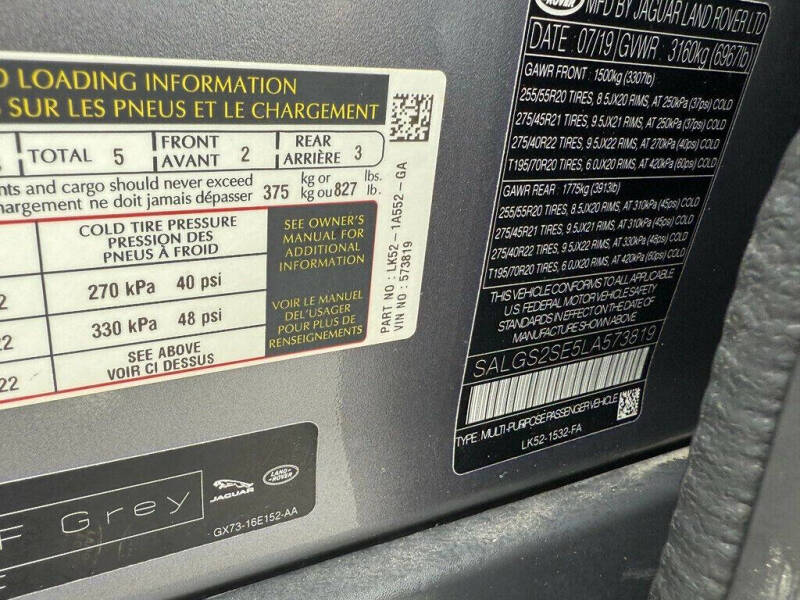 D LOADING INFORMATION
SUR LES PNEUS ET LE CHARGEMENT
TOTAL 5
FRONT
AVANT 2
REAR
ARRIÈRE 3
nts and cargo should never exceed 375 kg or 827 lbs.
hargement ne doit jamais dépasser kg ou lb.
COLD TIRE PRESSURE
PRESSION DES
PNEUS À FROID
2 270 kPa 40 psi
22 330 kPa 48 psi
22 SEE ABOVE
VOIR CI DESSUS
SEE OWNER'S
MANUAL FOR
ADDITIONAL
INFORMATION
VOIR LE MANUEL
DEL'USAGER
POUR PLUS DE
RENSEIGNEMENTS
PART NO : LK52-1A552-GA
VIN NO : 573819
LAND
ROVER
MFD BY JAGUAR LAND ROVER LTD
DATE : 07/19 GVWR : 3160kg (6967lb)
GAWR FRONT : 1500kg (3307lb)
255/55R20 TIRES, 8.5JX20 RIMS, AT 250kPa (37psi) COLD
275/45R21 TIRES, 9.5JX21 RIMS, AT 250kPa (37psi) COLD
275/40R22 TIRES, 9.5JX22 RIMS, AT 270kPa (40psi) COLD
T195/70R20 TIRES, 6.0JX20 RIMS, AT 420kPa (60psi) COLD
GAWR REAR : 1775kg (3913lb)
255/55R20 TIRES, 8.5JX20 RIMS, AT 310kPa (45psi) COLD
275/45R21 TIRES, 9.5JX21 RIMS, AT 310kPa (45psi) COLD
275/40R22 TIRES, 9.5JX22 RIMS, AT 330kPa (48psi) COLD
T195/70R20 TIRES, 6.0JX20 RIMS, AT 420kPa (60psi) COLD
THIS VEHICLE CONFORMS TO ALL APPLICABLE
U.S. FEDERAL MOTOR VEHICLE SAFETY
STANDARDS IN EFFECT ON THE DATE OF
MANUFACTURE SHOWN ABOVE.
SALGS2SE5LA573819
TYPE : MULTI-PURPOSE PASSENGER VEHICLE
LK52-1532-FA
F Grey
JAGUAR
LAND
ROVER
GX73-16E152-AA